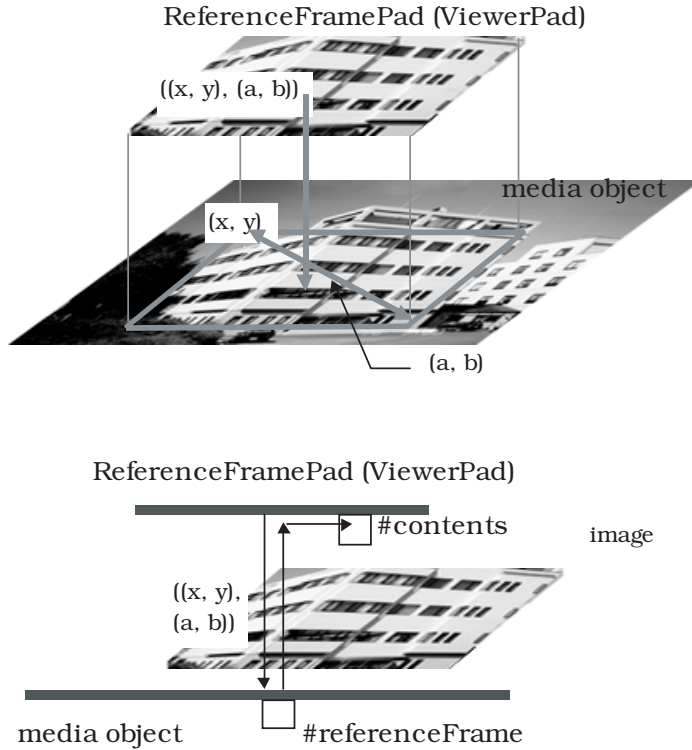 ReferenceFramePad (ViewerPad)
((x, y), (a, b))
media object
(x, y)
(a, b)
ReferenceFramePad (ViewerPad)
#contents
image
((x, y),
(a, b))
media object
#referenceFrame